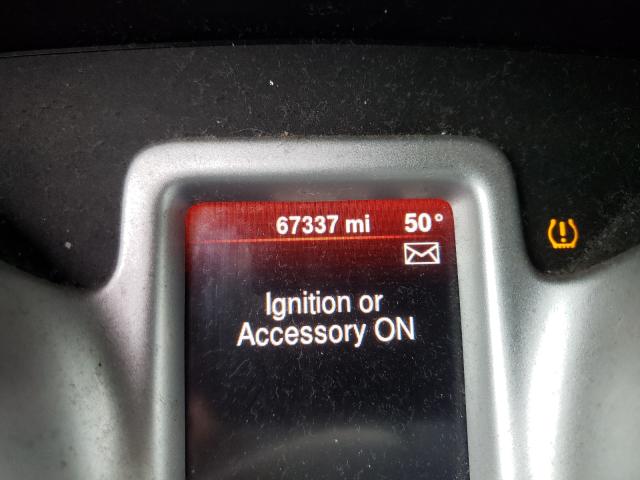 67337 mi 50°
Ignition or
Accessory ON